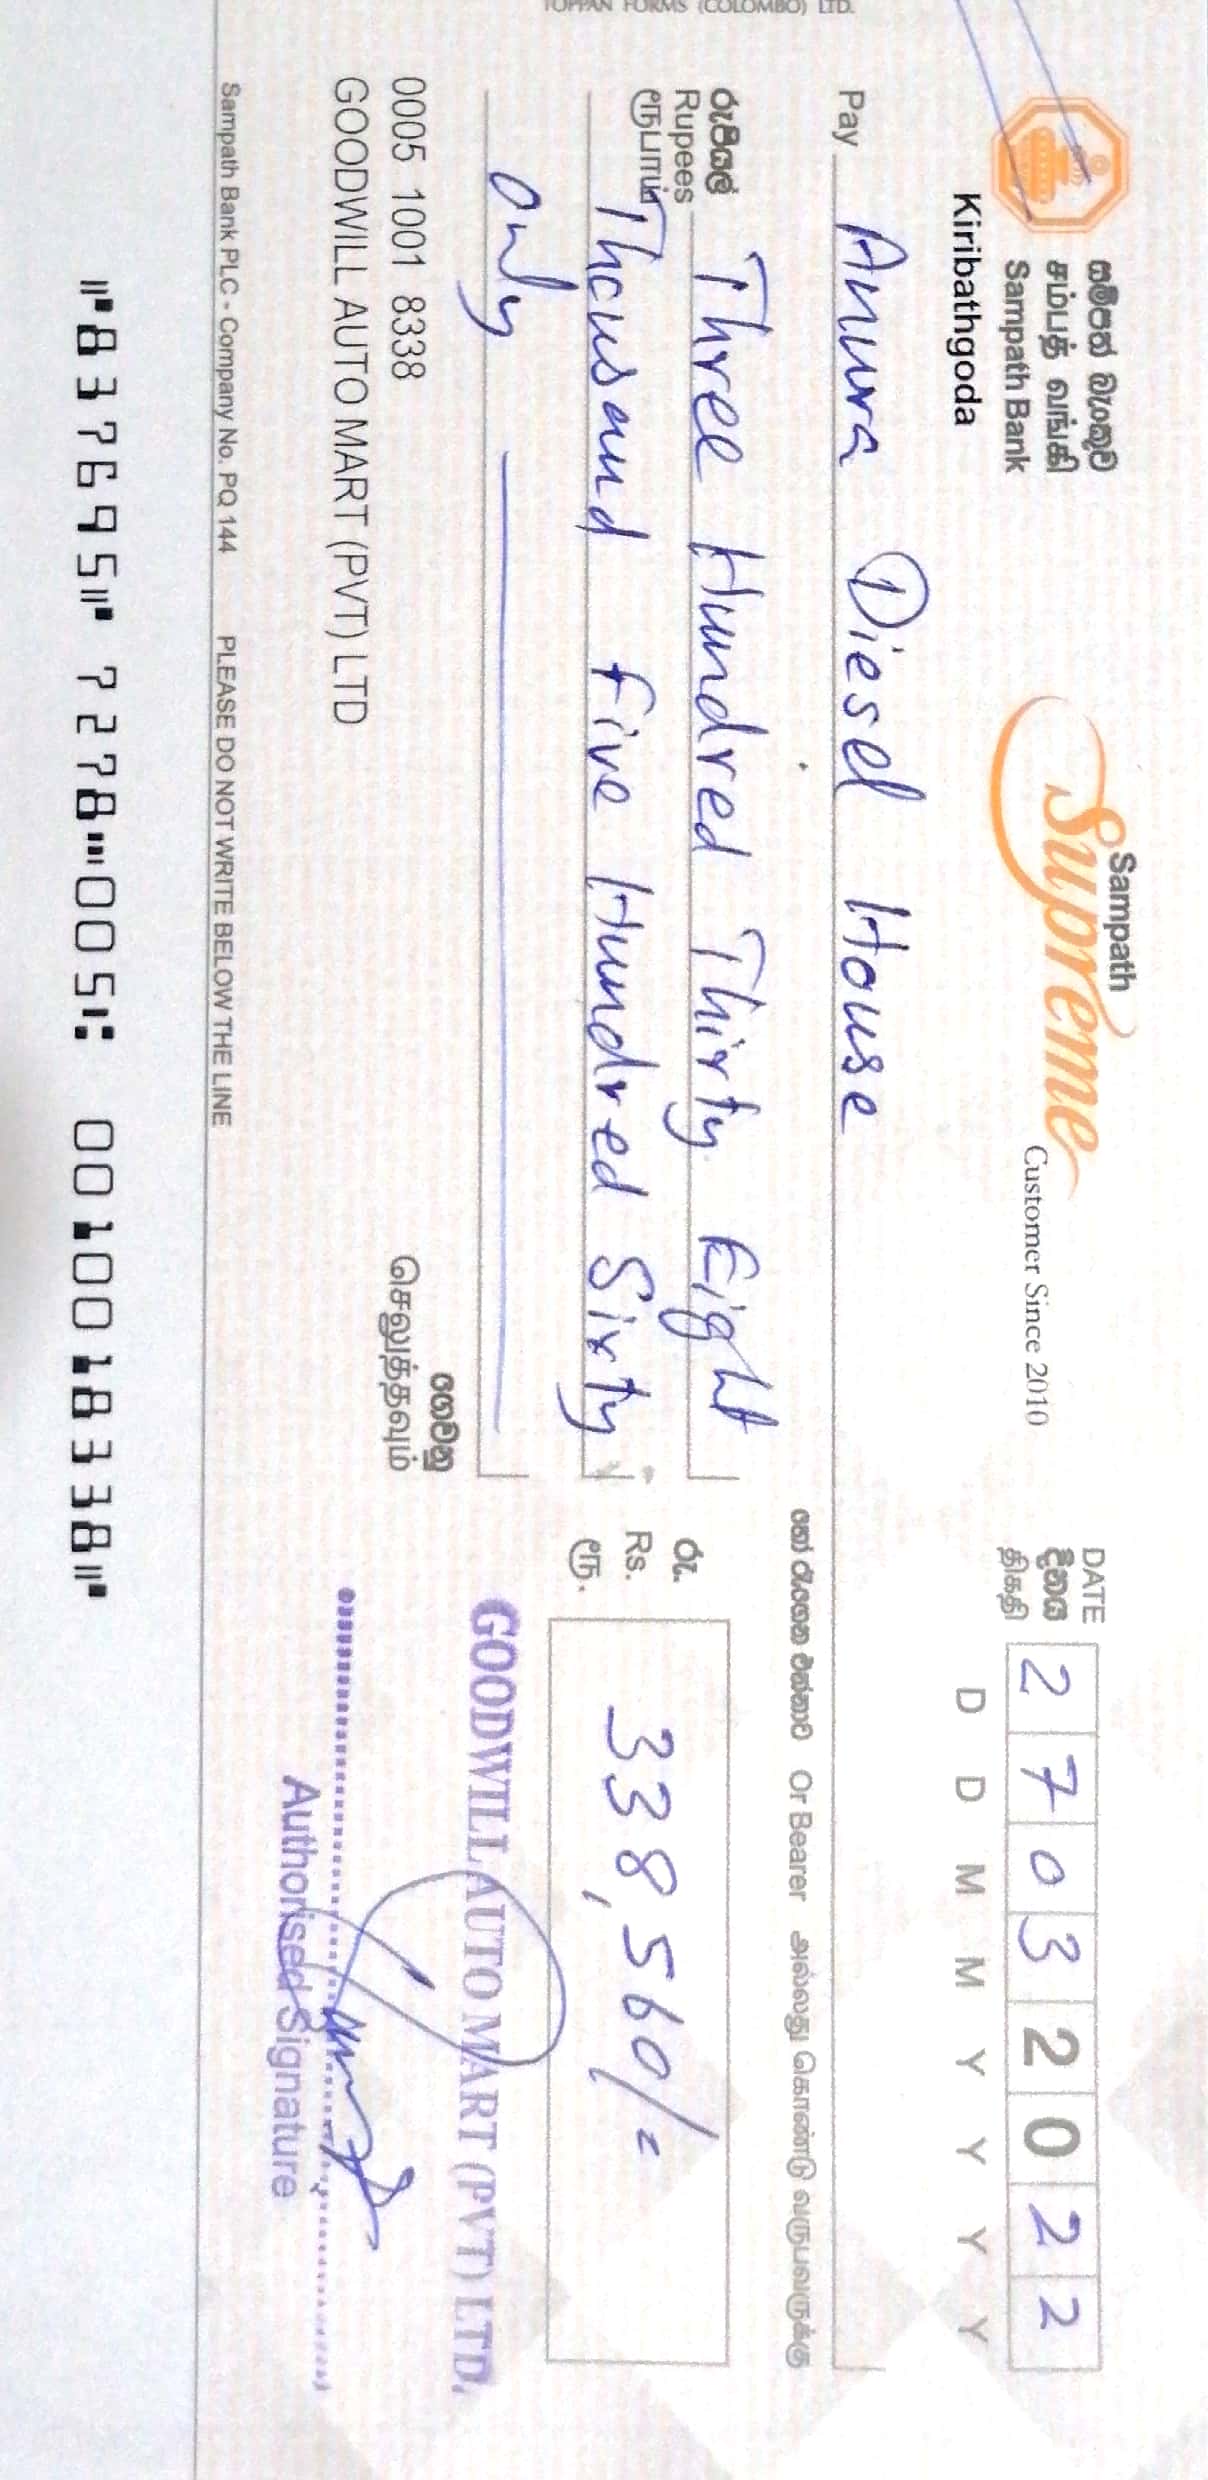 සම්පත් බැංකුව
சம்பத் வங்கி
Sampath Bank
Kiribathgoda
Sampath
Supreme
Customer Since 2010
DATE
දිනය
திகதி
2 7 0 3 2 0 2 2
D D M M Y Y Y Y
Pay Anura Diesel House
හෝ රැගෙන එන්නාට Or Bearer அல்லது கொண்டு வருபவருக்கு
රුපියල්
Rupees
ரூபாய்
Three Hundred Thirty Eight
Thousand Five Hundred Sixty
only
රු.
Rs.
ரூ.
338,560/=
0005 1001 8338
GOODWILL AUTO MART (PVT) LTD
ගෙවනු
செலுத்தவும்
GOODWILL AUTO MART (PVT) LTD,
Authorised Signature
Sampath Bank PLC - Company No. PQ 144 PLEASE DO NOT WRITE BELOW THE LINE
⑈837695⑈ 7278⑉005⑆ 0010018338⑈
TOPPAN FORMS (COLOMBO) LTD.